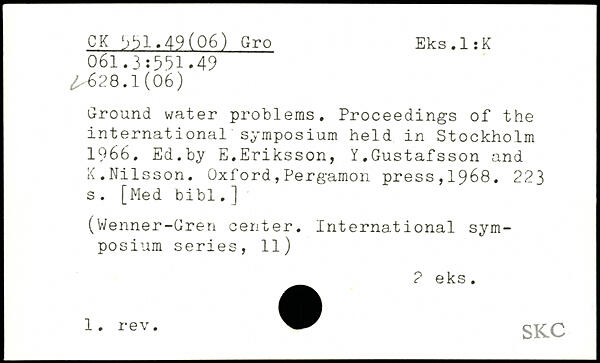 CK 551.49(06) Gro Eks.1:K
061.3:551.49
628.1(06)
Ground water problems. Proceedings of the
international symposium held in Stockholm
1966. Ed.by E.Eriksson, Y.Gustafsson and
K.Nilsson. Oxford,Pergamon press,1968. 223
s. [Med bibl.]
(Wenner-Gren center. International sym-
posium series, 11)
2 eks.
1. rev.
SKC